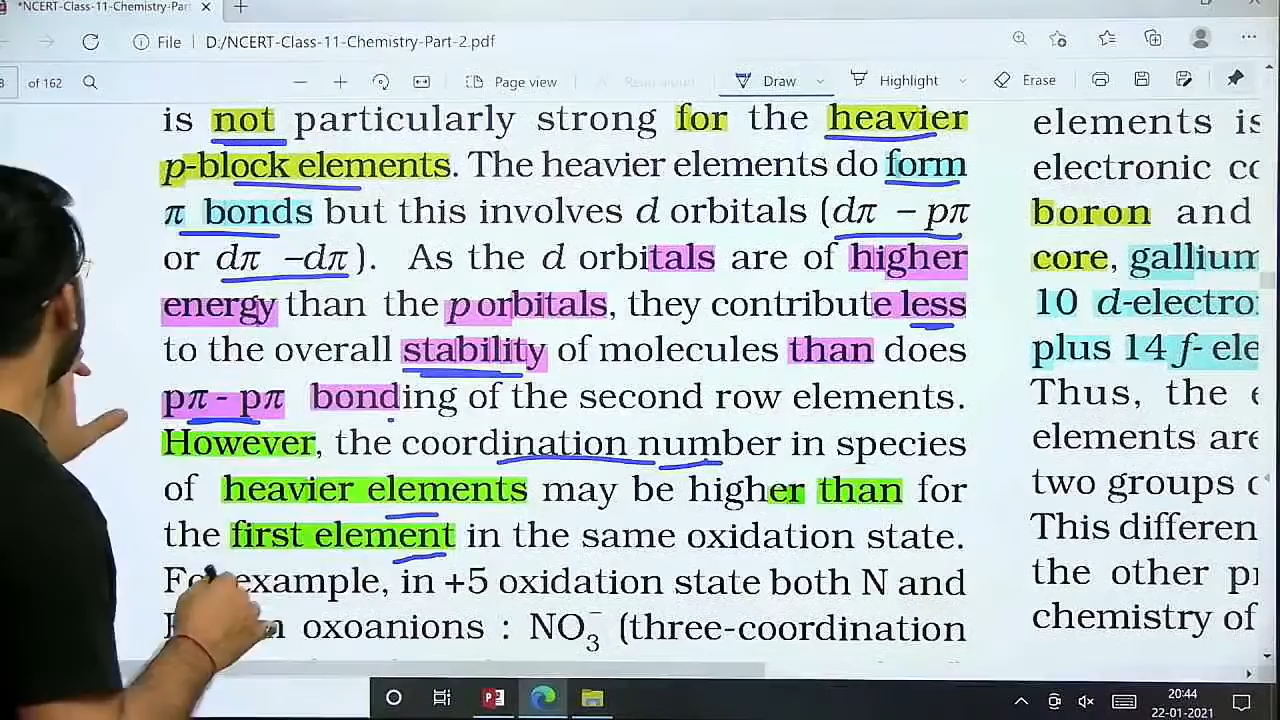 *NCERT-Class-11-Chemistry-Part
File D:/NCERT-Class-11-Chemistry-Part-2.pdf
of 162 Page view Read aloud Draw Highlight Erase
is not particularly strong for the heavier
p-block elements. The heavier elements do form
π bonds but this involves d orbitals (dπ – pπ
or dπ –dπ ). As the d orbitals are of higher
energy than the p orbitals, they contribute less
to the overall stability of molecules than does
pπ - pπ bonding of the second row elements.
However, the coordination number in species
of heavier elements may be higher than for
the first element in the same oxidation state.
For example, in +5 oxidation state both N and
oxoanions : NO₃⁻ (three-coordination
elements is
electronic co
boron and
core, gallium
10 d-electro
plus 14 f- ele
Thus, the e
elements are
two groups o
This differen
the other pr
chemistry of
20:44
22-01-2021